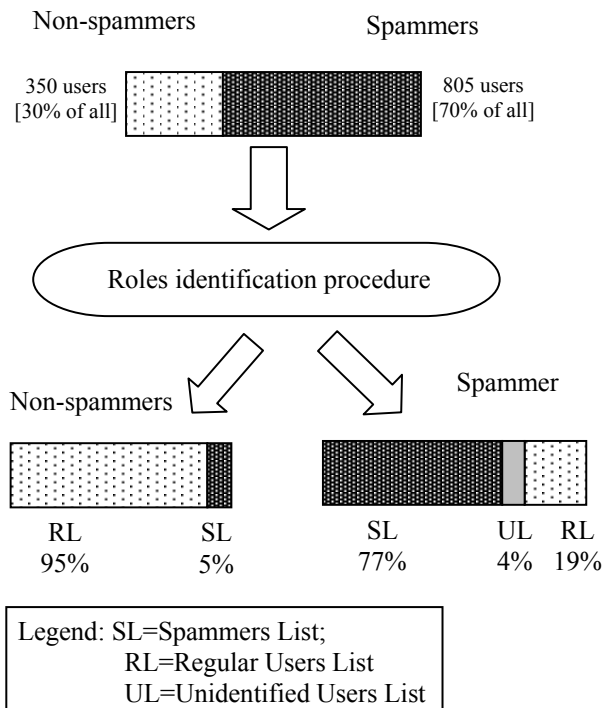 Non-spammers
Spammers
350 users
[30% of all]
805 users
[70% of all]
Roles identification procedure
Non-spammers
Spammer
RL
95%
SL
5%
SL
77%
UL
4%
RL
19%
Legend: SL=Spammers List;
RL=Regular Users List
UL=Unidentified Users List